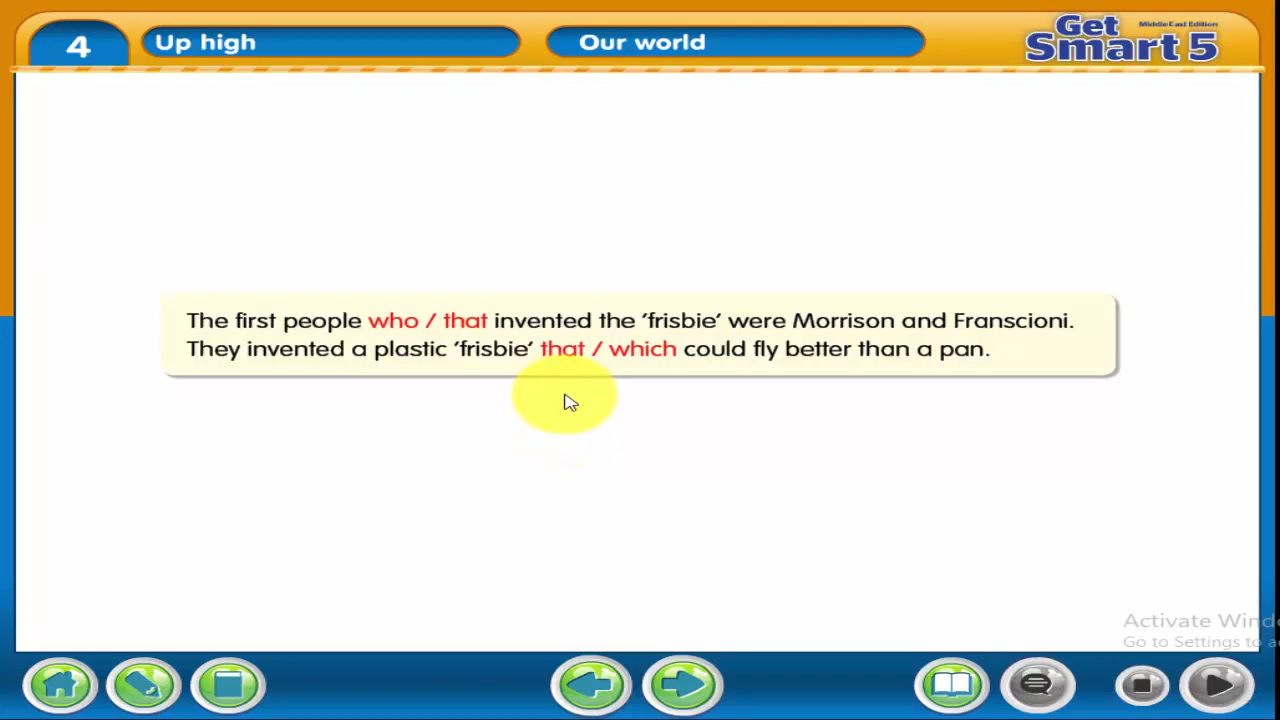 4
Up high
Our world
Get Smart 5
Middle East Edition
The first people who / that invented the ‘frisbie’ were Morrison and Franscioni.
They invented a plastic ‘frisbie’ that / which could fly better than a pan.
Activate
Go to Settings to